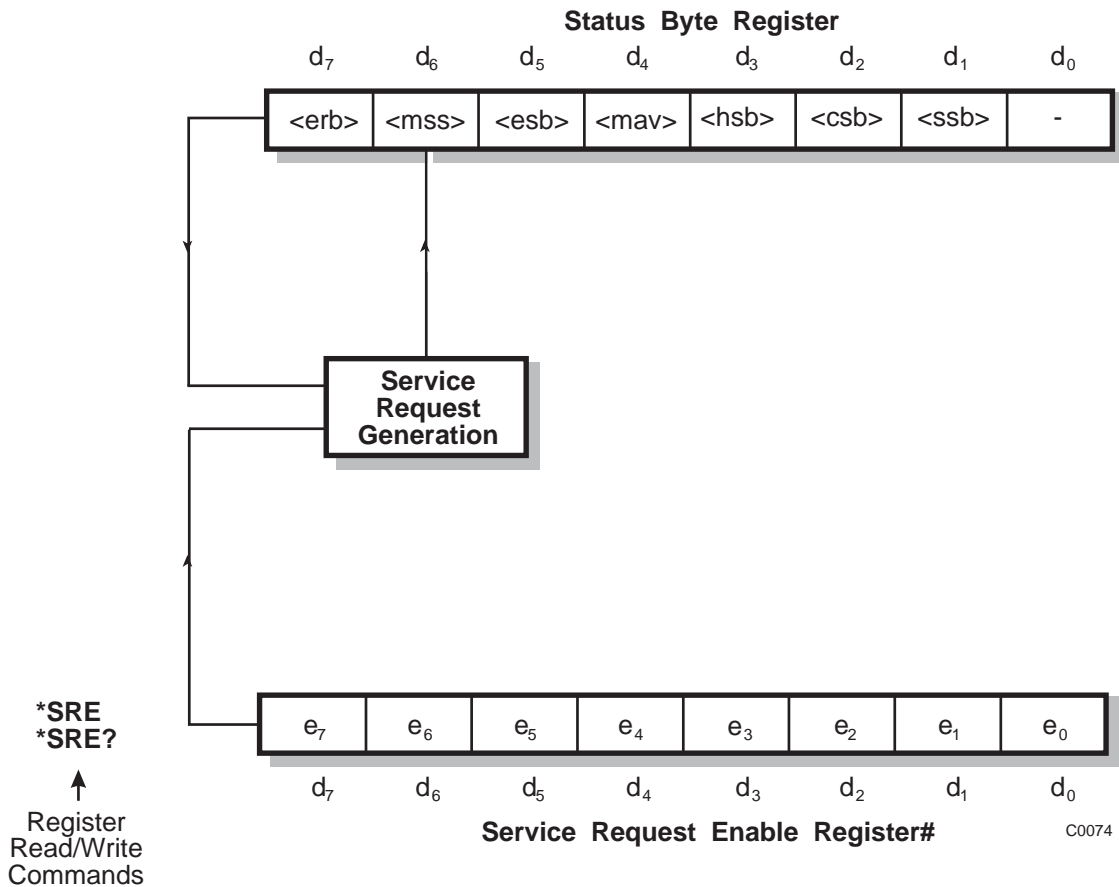 Status Byte Register
d7 d6 d5 d4 d3 d2 d1 d0
<erb> <mss> <esb> <mav> <hsb> <csb> <ssb> -
Service
Request
Generation
*SRE
*SRE?
Register
Read/Write
Commands
e7 e6 e5 e4 e3 e2 e1 e0
d7 d6 d5 d4 d3 d2 d1 d0
Service Request Enable Register#
C0074